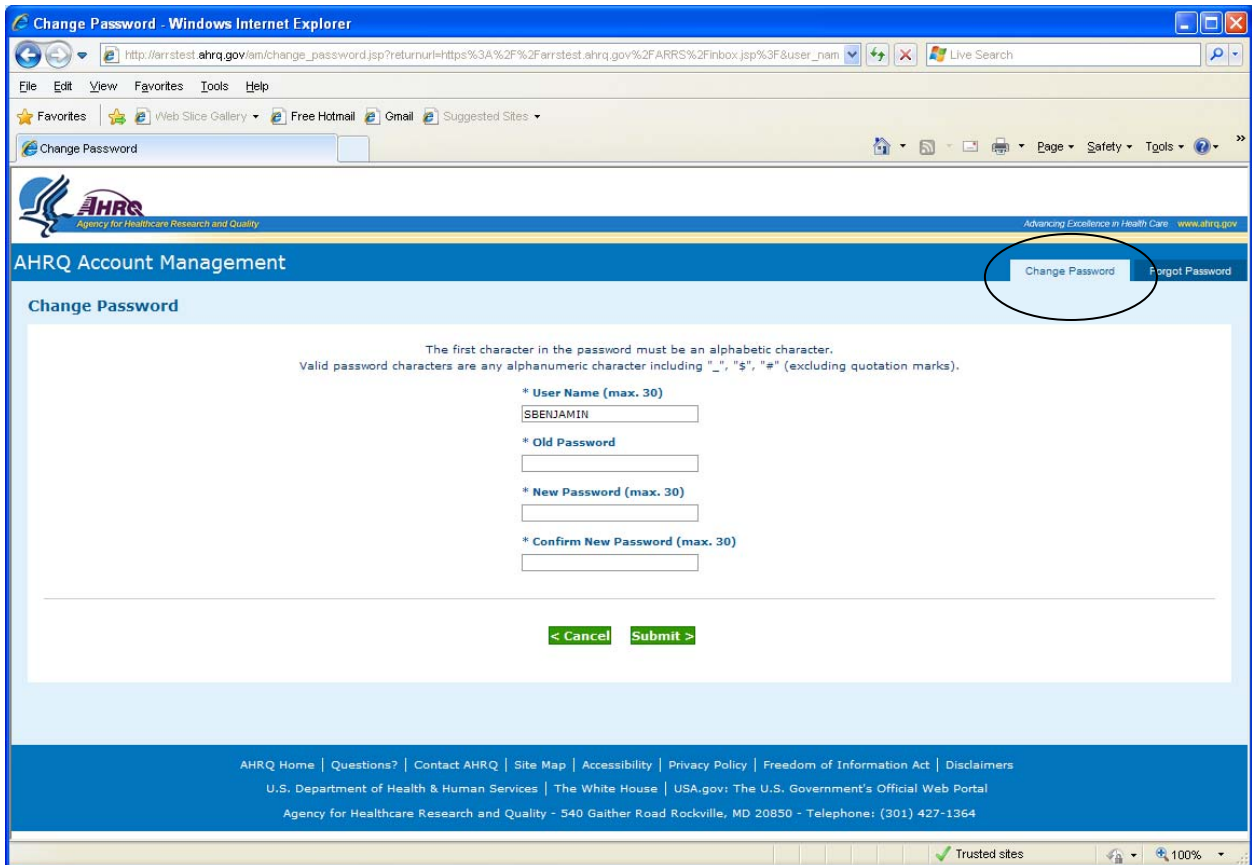 Change Password - Windows Internet Explorer
http://arrstest.ahrq.gov/am/change_password.jsp?returnurl=https%3A%2F%2Farrstest.ahrq.gov%2FARRS%2Finbox.jsp%3F&user_nam
Live Search
File Edit View Favorites Tools Help
Favorites Web Slice Gallery Free Hotmail Gmail Suggested Sites
Change Password Page Safety Tools »
AHRQ
Agency for Healthcare Research and Quality Advancing Excellence in Health Care www.ahrq.gov
AHRQ Account Management
Change Password Forgot Password
Change Password
The first character in the password must be an alphabetic character.
Valid password characters are any alphanumeric character including "_", "$", "#" (excluding quotation marks).
* User Name (max. 30)
SBENJAMIN
* Old Password
* New Password (max. 30)
* Confirm New Password (max. 30)
< Cancel Submit >
AHRQ Home | Questions? | Contact AHRQ | Site Map | Accessibility | Privacy Policy | Freedom of Information Act | Disclaimers
U.S. Department of Health & Human Services | The White House | USA.gov: The U.S. Government's Official Web Portal
Agency for Healthcare Research and Quality - 540 Gaither Road Rockville, MD 20850 - Telephone: (301) 427-1364
Trusted sites 100%